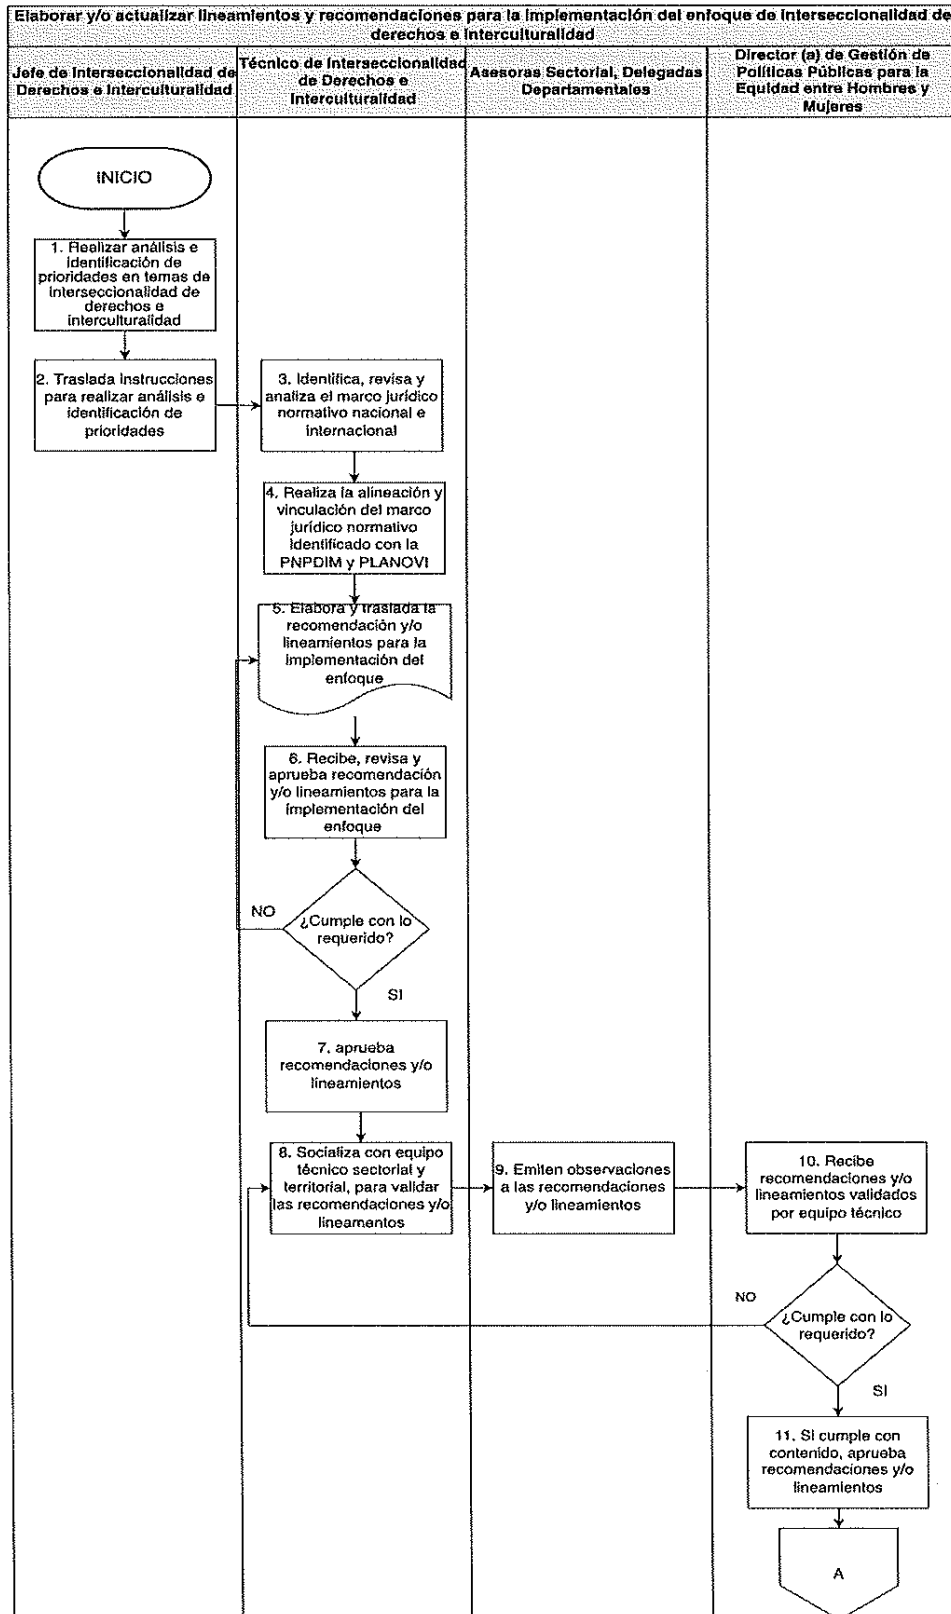 Elaborar y/o actualizar lineamientos y recomendaciones para la implementación del enfoque de interseccionalidad de
derechos e interculturalidad
Jefe de Interseccionalidad de
Derechos e Interculturalidad
Técnico de Interseccionalidad
de Derechos e
Interculturalidad
Asesoras Sectorial, Delegadas
Departamentales
Director (a) de Gestión de
Políticas Públicas para la
Equidad entre Hombres y
Mujeres
INICIO
1. Realizar análisis e
identificación de
prioridades en temas de
interseccionalidad de
derechos e
interculturalidad
2. Traslada instrucciones
para realizar análisis e
identificación de
prioridades
3. Identifica, revisa y
analiza el marco jurídico
normativo nacional e
internacional
4. Realiza la alineación y
vinculación del marco
jurídico normativo
identificado con la
PNPDIM y PLANOVI
5. Elabora y traslada la
recomendación y/o
lineamientos para la
implementación del
enfoque
6. Recibe, revisa y
aprueba recomendación
y/o lineamientos para la
implementación del
enfoque
NO
¿Cumple con lo
requerido?
SI
7. aprueba
recomendaciones y/o
lineamientos
8. Socializa con equipo
técnico sectorial y
territorial, para validar
las recomendaciones y/o
lineamentos
9. Emiten observaciones
a las recomendaciones
y/o lineamientos
10. Recibe
recomendaciones y/o
lineamientos validados
por equipo técnico
NO
¿Cumple con lo
requerido?
SI
11. Si cumple con
contenido, aprueba
recomendaciones y/o
lineamientos
A